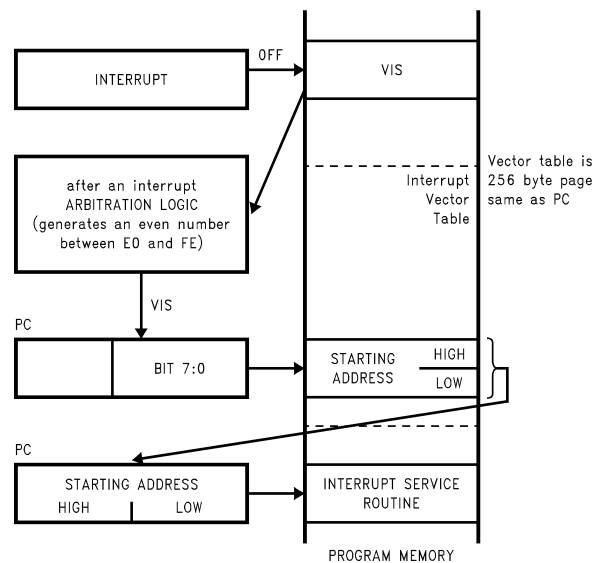 OFF
INTERRUPT
VIS
after an interrupt
ARBITRATION LOGIC
(generates an even number
between E0 and FE)
Interrupt
Vector
Table
Vector table is
256 byte page
same as PC
VIS
PC
BIT 7:0
STARTING
ADDRESS
HIGH
LOW
PC
STARTING ADDRESS
HIGH
LOW
INTERRUPT SERVICE
ROUTINE
PROGRAM MEMORY